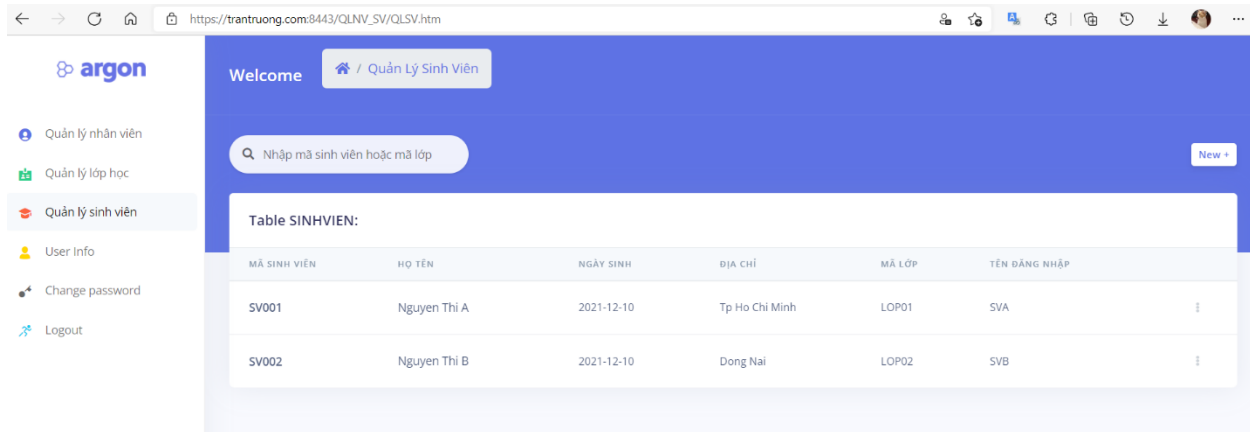 https://trantruong.com:8443/QLNV_SV/QLSV.htm
argon
Welcome
/ Quản Lý Sinh Viên
Quản lý nhân viên
Quản lý lớp học
Quản lý sinh viên
User Info
Change password
Logout
Nhập mã sinh viên hoặc mã lớp
New +
Table SINHVIEN:
MÃ SINH VIÊN HỌ TÊN NGÀY SINH ĐỊA CHỈ MÃ LỚP TÊN ĐĂNG NHẬP
SV001 Nguyen Thi A 2021-12-10 Tp Ho Chi Minh LOP01 SVA
SV002 Nguyen Thi B 2021-12-10 Dong Nai LOP02 SVB